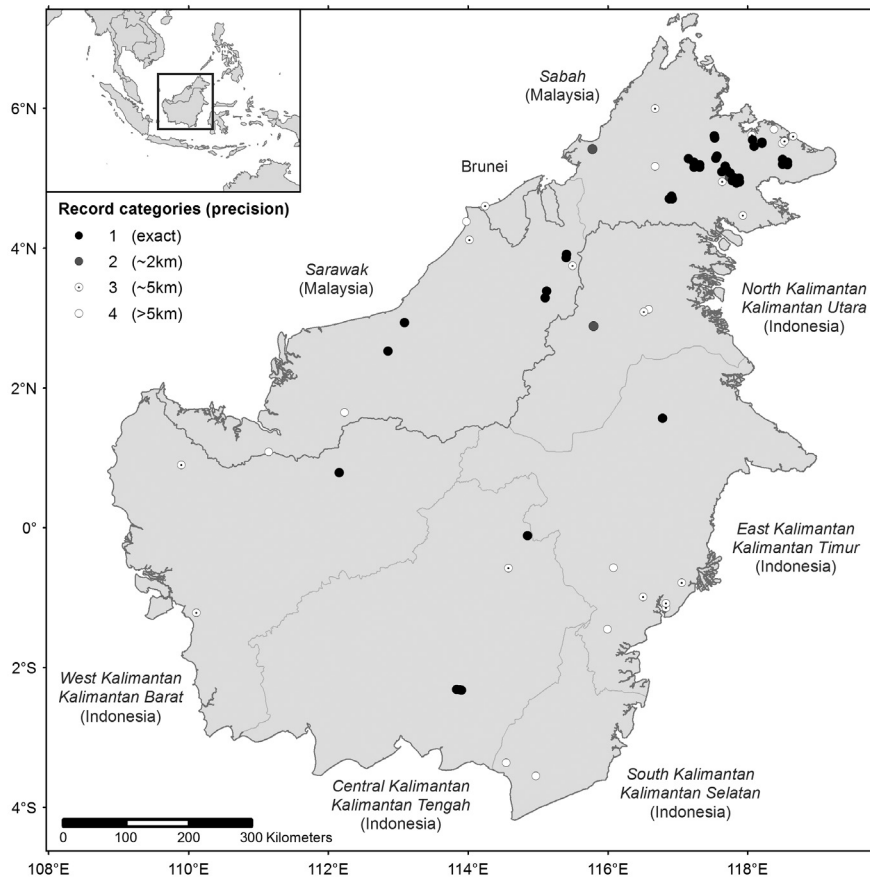 6°N
4°N
2°N
0°
2°S
4°S
Record categories (precision)
1 (exact)
2 (~2km)
3 (~5km)
4 (>5km)
Sabah
(Malaysia)
Brunei
Sarawak
(Malaysia)
North Kalimantan
Kalimantan Utara
(Indonesia)
East Kalimantan
Kalimantan Timur
(Indonesia)
West Kalimantan
Kalimantan Barat
(Indonesia)
Central Kalimantan
Kalimantan Tengah
(Indonesia)
South Kalimantan
Kalimantan Selatan
(Indonesia)
0 100 200 300 Kilometers
108°E 110°E 112°E 114°E 116°E 118°E